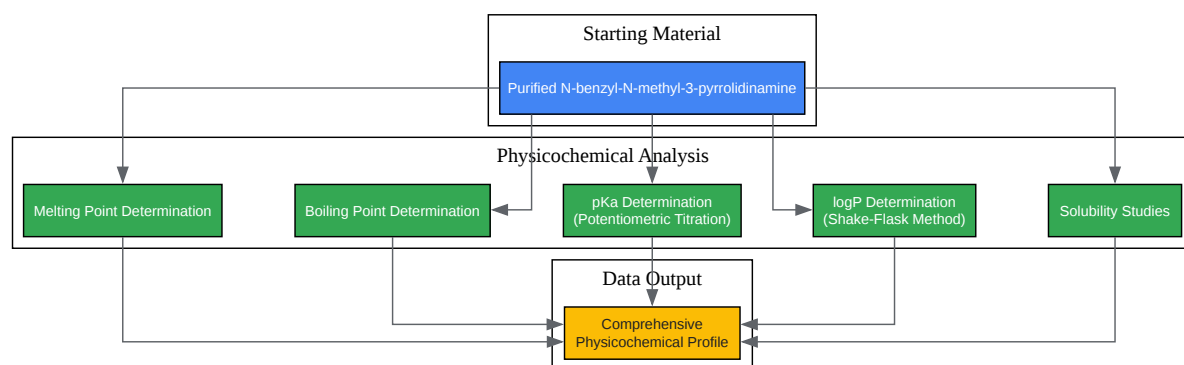 Starting Material
Purified N-benzyl-N-methyl-3-pyrrolidinamine
Physicochemical Analysis
Melting Point Determination
Boiling Point Determination
pKa Determination
(Potentiometric Titration)
logP Determination
(Shake-Flask Method)
Solubility Studies
Data Output
Comprehensive
Physicochemical Profile